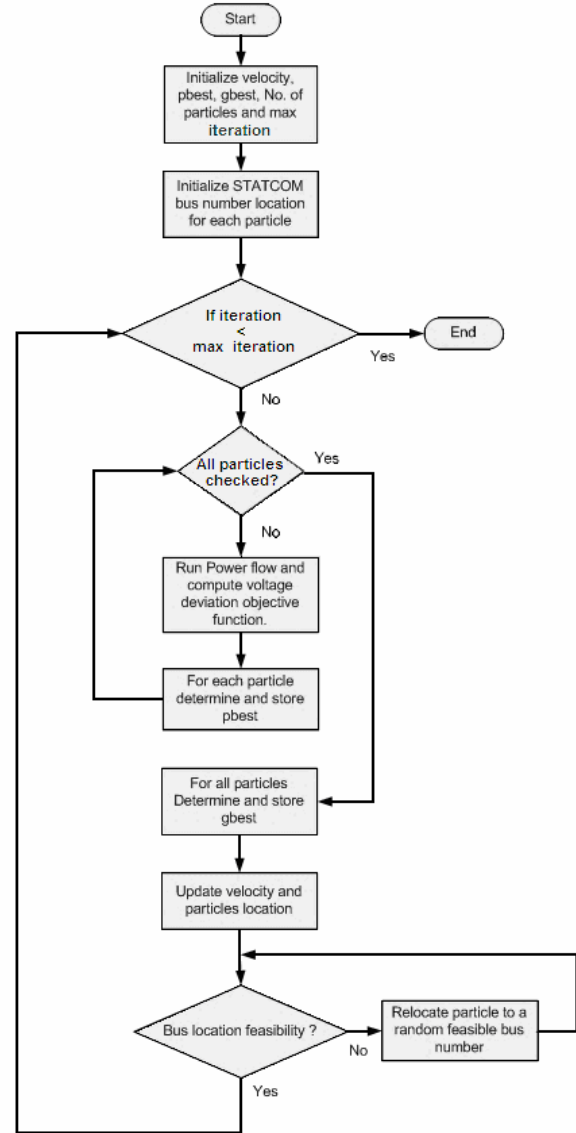 Start
Initialize velocity,
pbest, gbest, No. of
particles and max
iteration
Initialize STATCOM
bus number location
for each particle
If iteration
<
max iteration
Yes
End
No
All particles
checked?
Yes
No
Run Power flow and
compute voltage
deviation objective
function.
For each particle
determine and store
pbest
For all particles
Determine and store
gbest
Update velocity and
particles location
Bus location feasibility ?
No
Relocate particle to a
random feasible bus
number
Yes